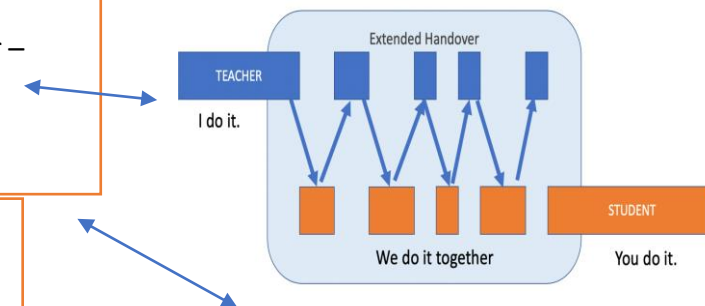 –
Extended Handover
TEACHER
I do it.
STUDENT
We do it together
You do it.